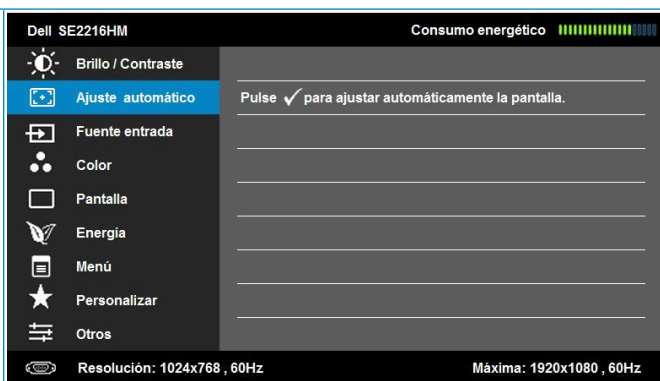 Dell SE2216HM Consumo energético
Brillo / Contraste
Ajuste automático Pulse ✓ para ajustar automáticamente la pantalla.
Fuente entrada
Color
Pantalla
Energía
Menú
Personalizar
Otros
Resolución: 1024x768 , 60Hz Máxima: 1920x1080 , 60Hz